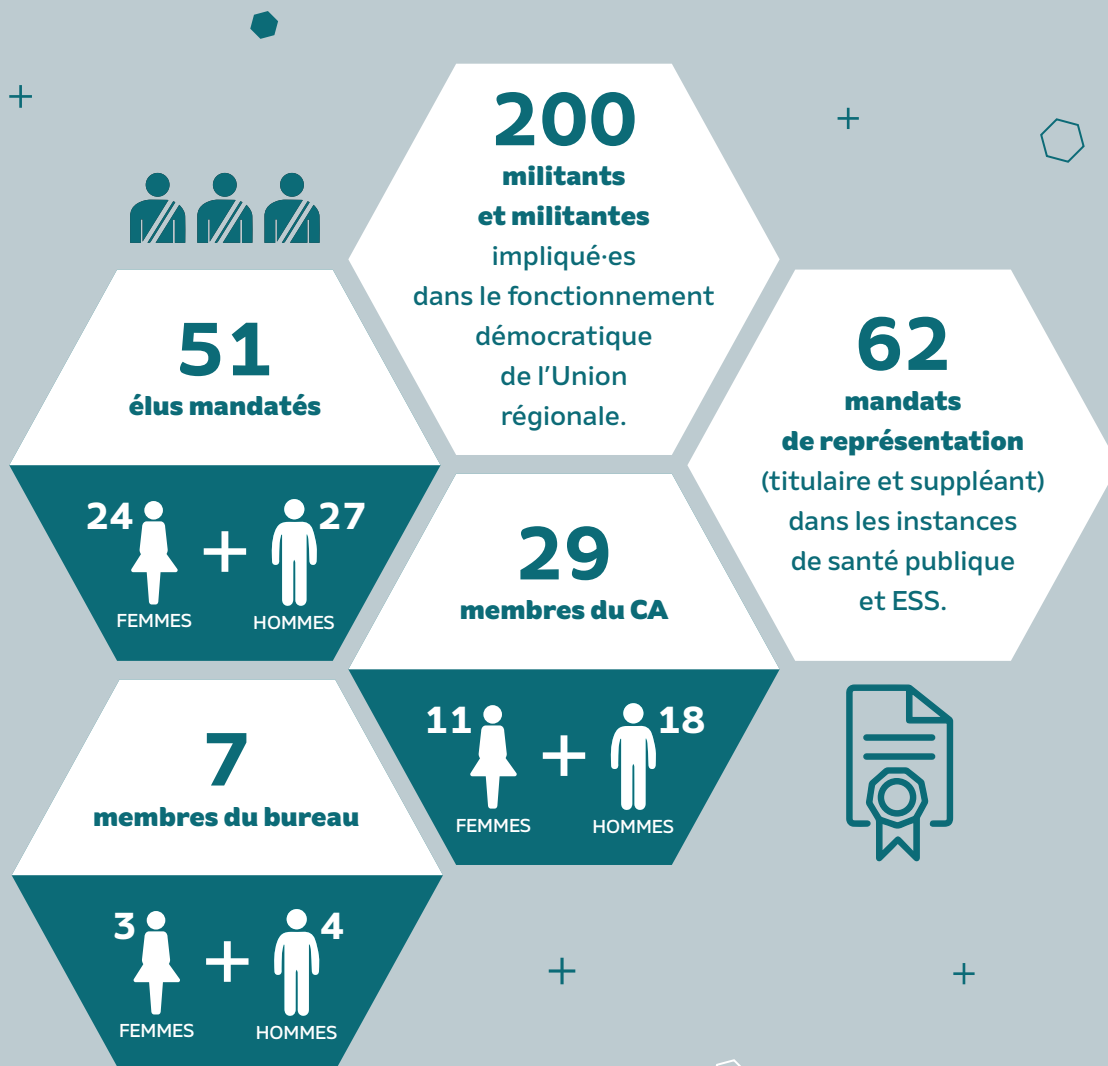 200
militants
et militantes
impliqué·es
dans le fonctionnement
démocratique
de l'Union
régionale.
51
élus mandatés
24
27
FEMMES
HOMMES
62
mandats
de représentation
(titulaire et suppléant)
dans les instances
de santé publique
et ESS.
29
membres du CA
11
18
FEMMES
HOMMES
7
membres du bureau
3
4
FEMMES
HOMMES